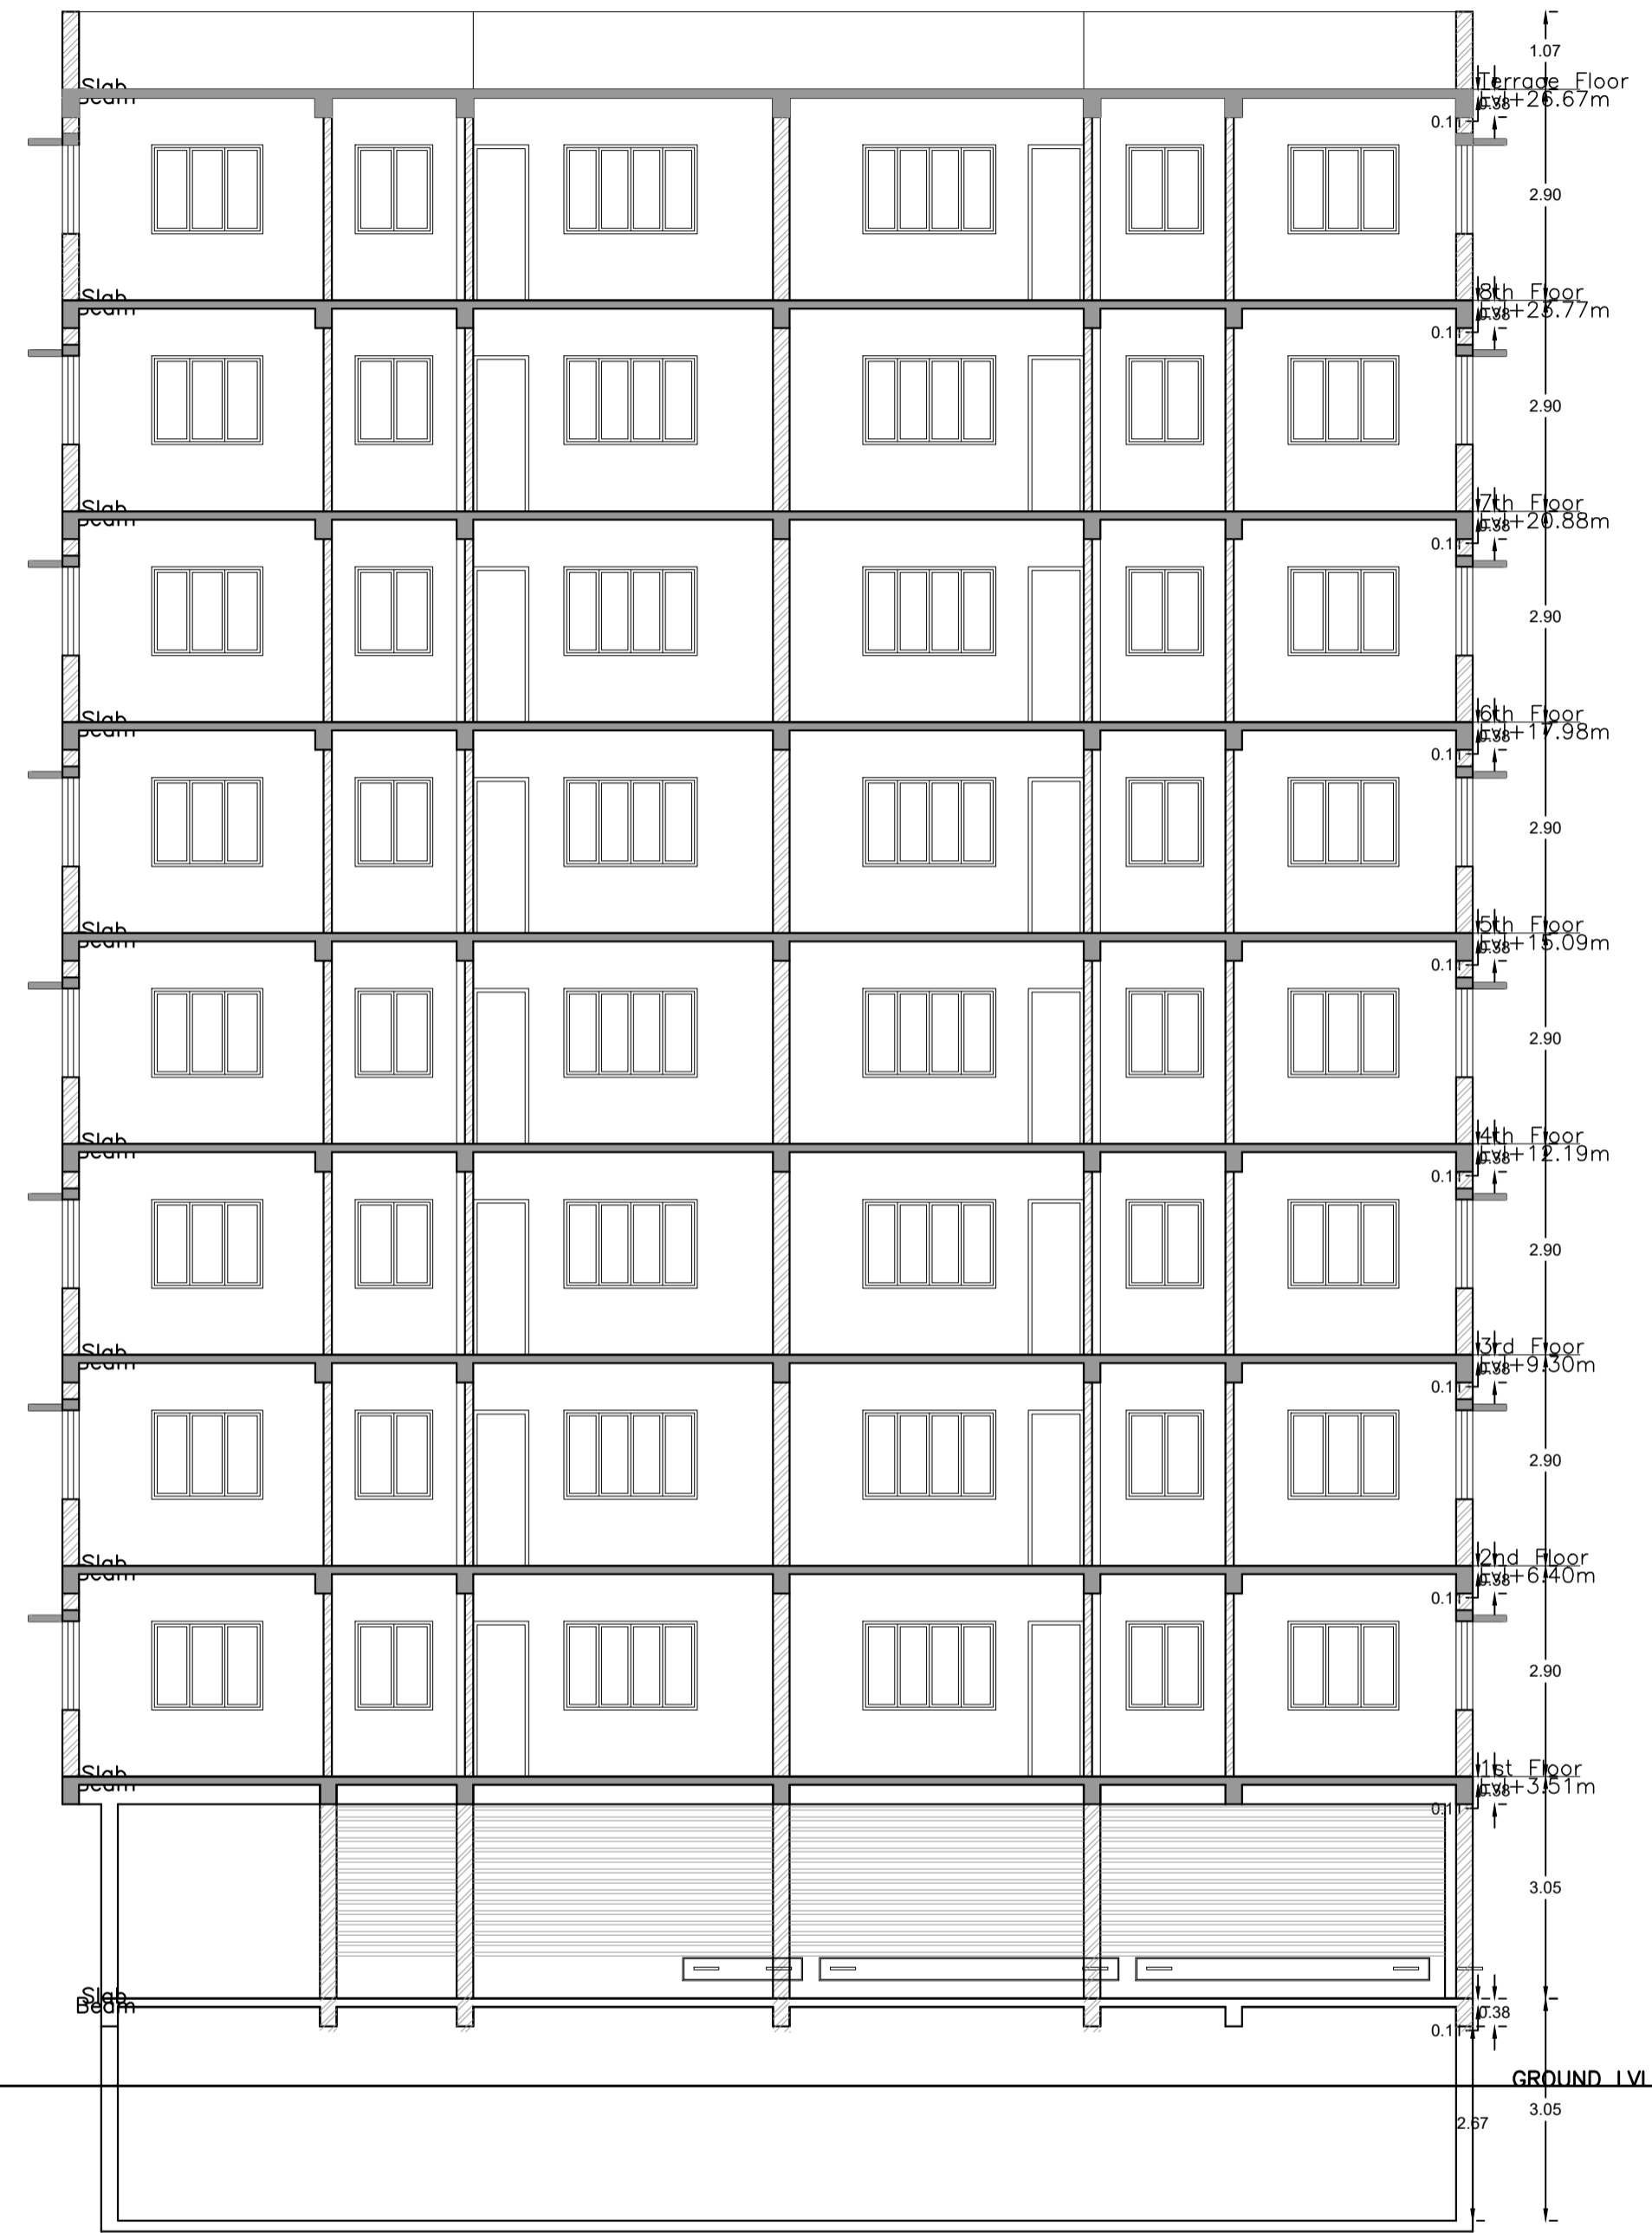 1.07
Slab
Beam
Terrace Floor
Lvl+26.67m
0.38
0.11
2.90
Slab
Beam
8th Floor
Lvl+23.77m
0.38
0.11
2.90
Slab
Beam
7th Floor
Lvl+20.88m
0.38
0.11
2.90
Slab
Beam
6th Floor
Lvl+17.98m
0.38
0.11
2.90
Slab
Beam
5th Floor
Lvl+15.09m
0.38
0.11
2.90
Slab
Beam
4th Floor
Lvl+12.19m
0.38
0.11
2.90
Slab
Beam
3rd Floor
Lvl+9.30m
0.38
0.11
2.90
Slab
Beam
2nd Floor
Lvl+6.40m
0.38
0.11
2.90
Slab
Beam
1st Floor
Lvl+3.51m
0.38
0.11
3.05
Slab
Beam
0.38
0.11
GROUND LVL
3.05
2.67